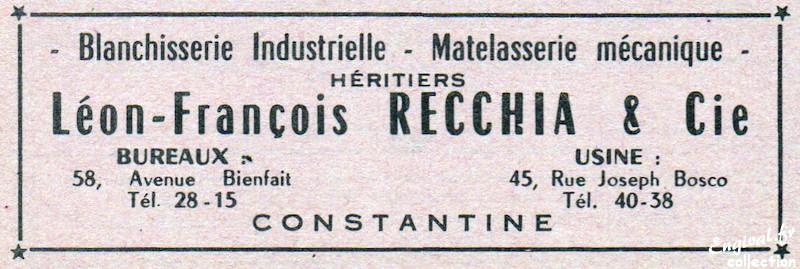 - Blanchisserie Industrielle - Matelasserie mécanique -
HÉRITIERS
Léon-François RECCHIA & Cie
BUREAUX :
58, Avenue Bienfait
Tél. 28-15
USINE :
45, Rue Joseph Bosco
Tél. 40-38
CONSTANTINE
collection